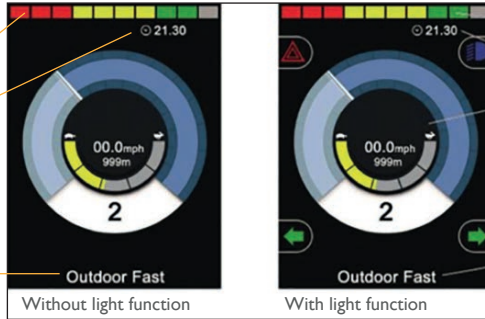 21.30
00.0mph
999m
2
Outdoor Fast
Without light function
21.30
00.0mph
999m
2
Outdoor Fast
With light function